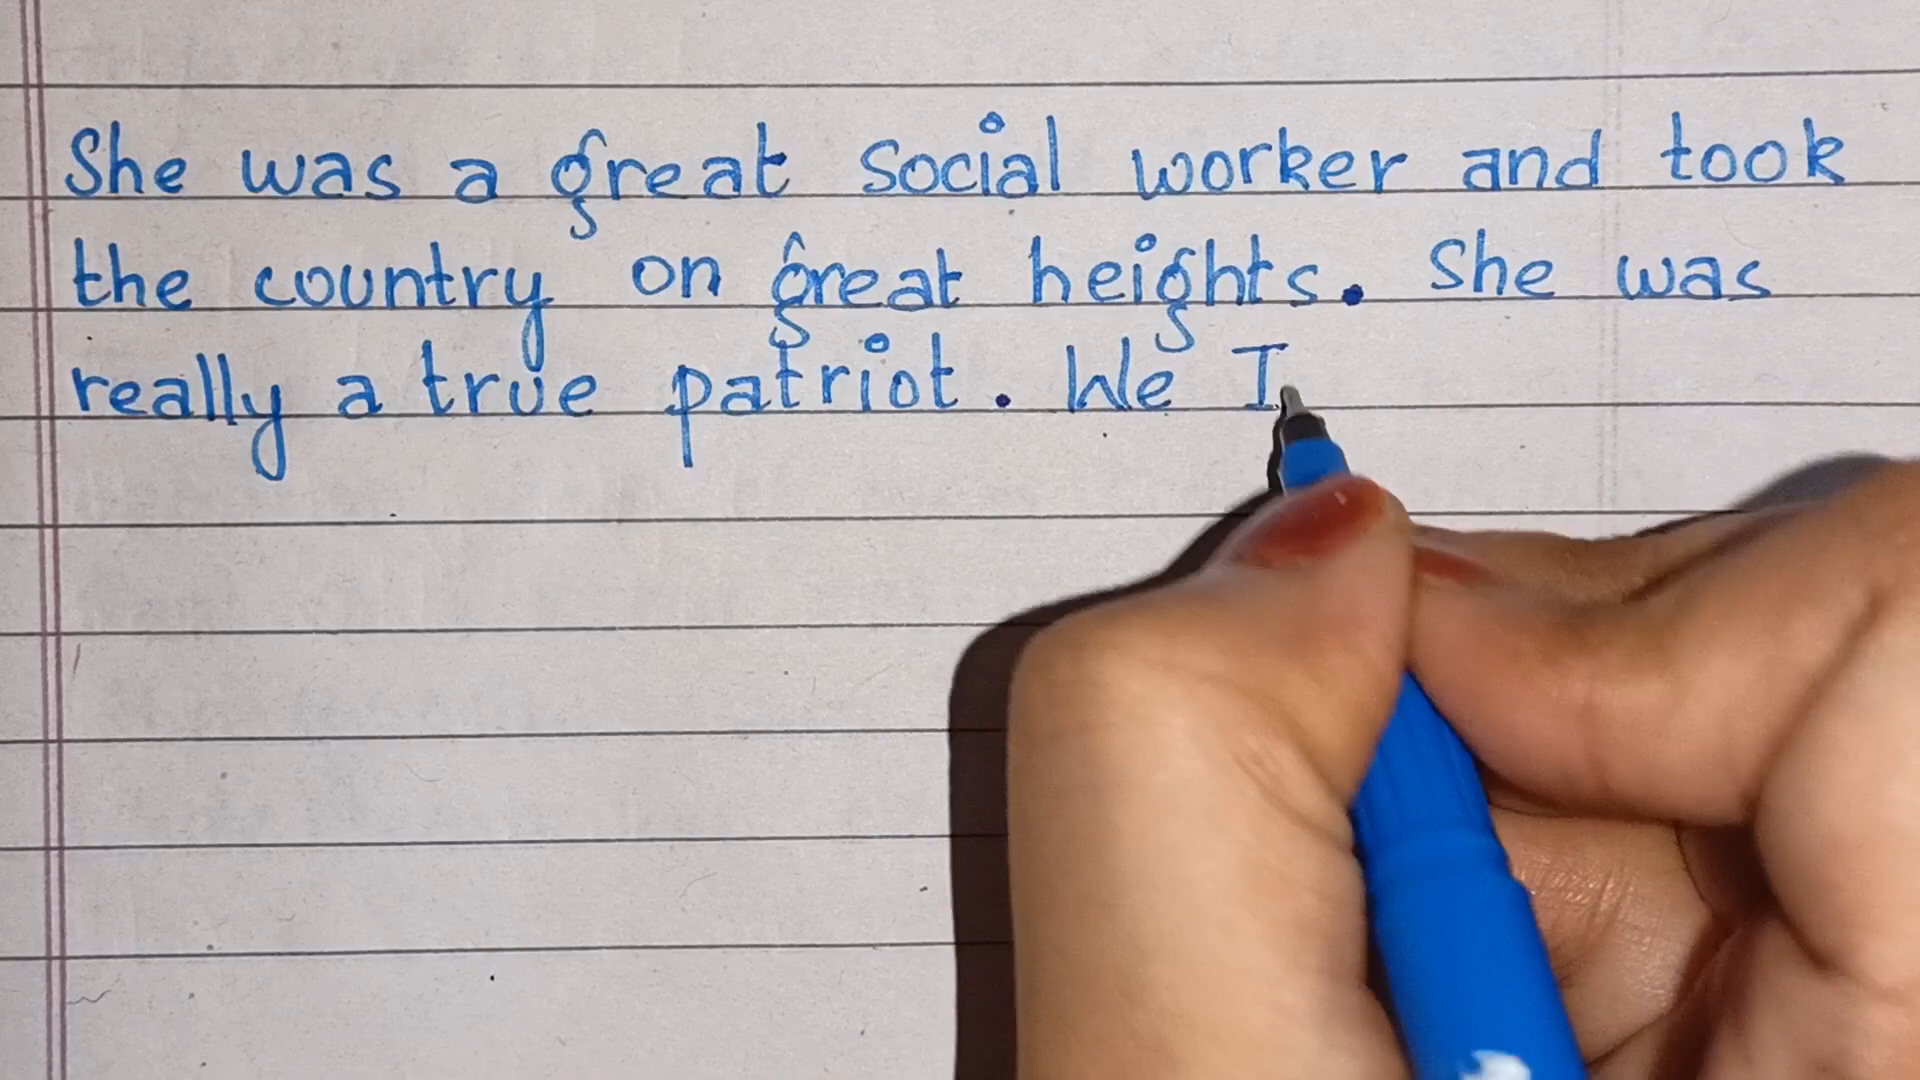 She was a great social worker and took
the country on great heights. She was
really a true patriot. We I